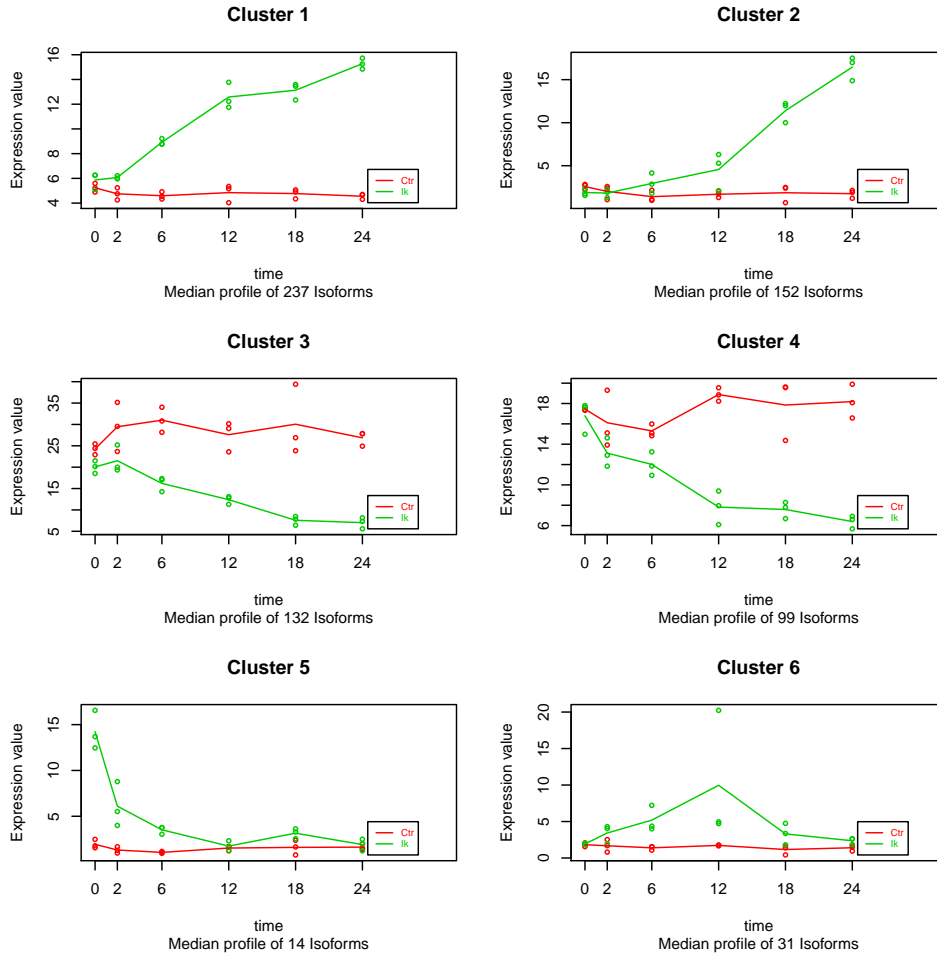 Cluster 1
Expression value
16
12
8
6
4
0 2 6 12 18 24
Ctr
Ik
time
Median profile of 237 Isoforms
Cluster 2
Expression value
15
10
5
0 2 6 12 18 24
Ctr
Ik
time
Median profile of 152 Isoforms
Cluster 3
Expression value
35
25
15
5
0 2 6 12 18 24
Ctr
Ik
time
Median profile of 132 Isoforms
Cluster 4
Expression value
18
14
10
8
6
0 2 6 12 18 24
Ctr
Ik
time
Median profile of 99 Isoforms
Cluster 5
Expression value
15
10
5
0 2 6 12 18 24
Ctr
Ik
time
Median profile of 14 Isoforms
Cluster 6
Expression value
20
15
10
5
0
0 2 6 12 18 24
Ctr
Ik
time
Median profile of 31 Isoforms